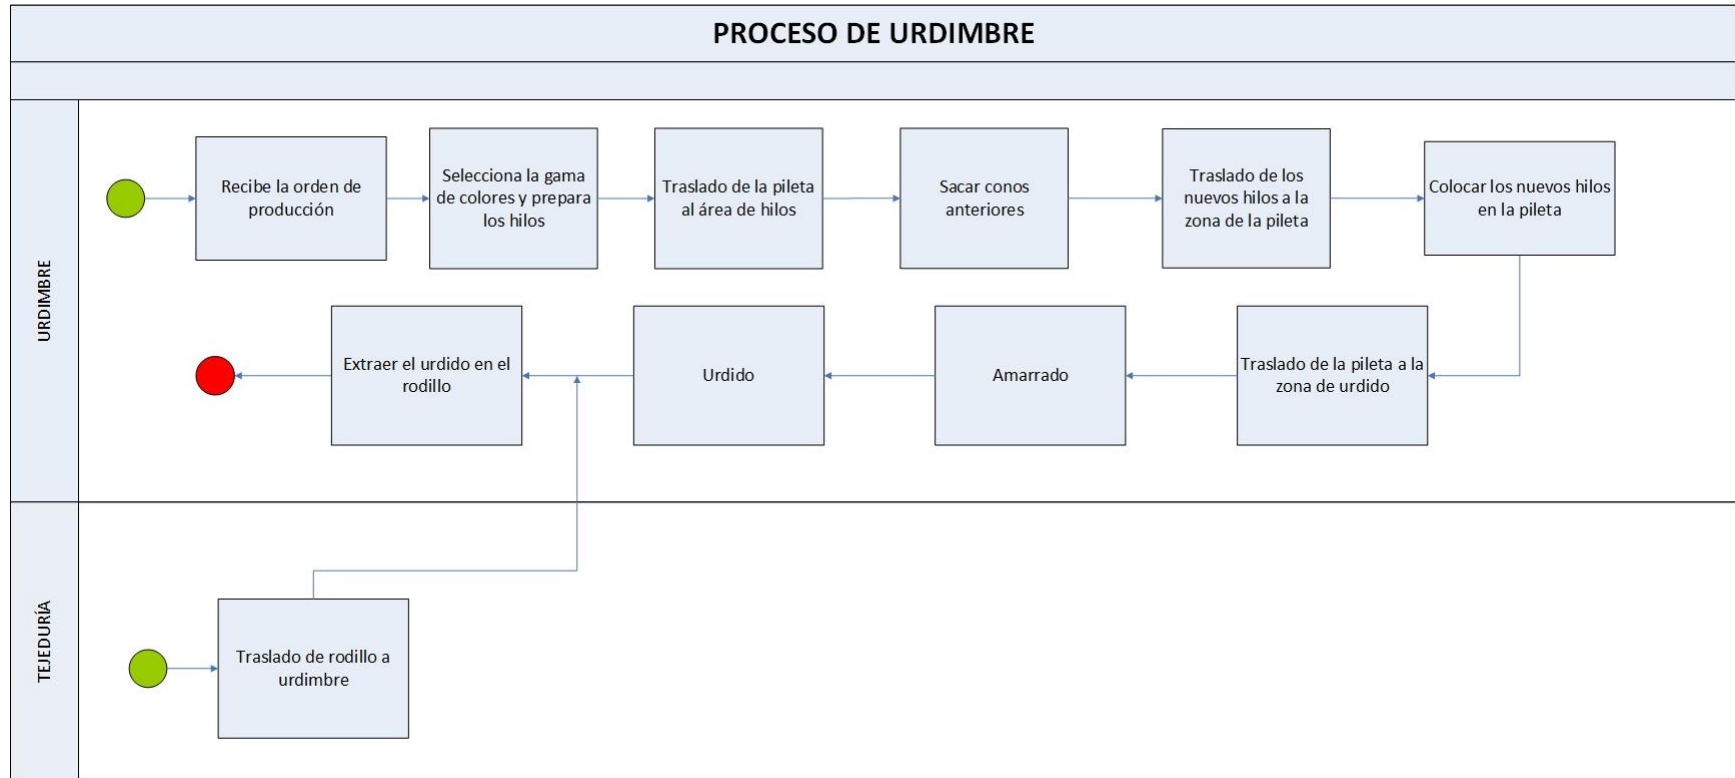 PROCESO DE URDIMBRE
URDIMBRE
Recibe la orden de
producción
Selecciona la gama
de colores y prepara
los hilos
Traslado de la pileta
al área de hilos
Sacar conos
anteriores
Traslado de los
nuevos hilos a la
zona de la pileta
Colocar los nuevos hilos
en la pileta
Extraer el urdido en el
rodillo
Urdido
Amarrado
Traslado de la pileta a la
zona de urdido
TEJEDURÍA
Traslado de rodillo a
urdimbre